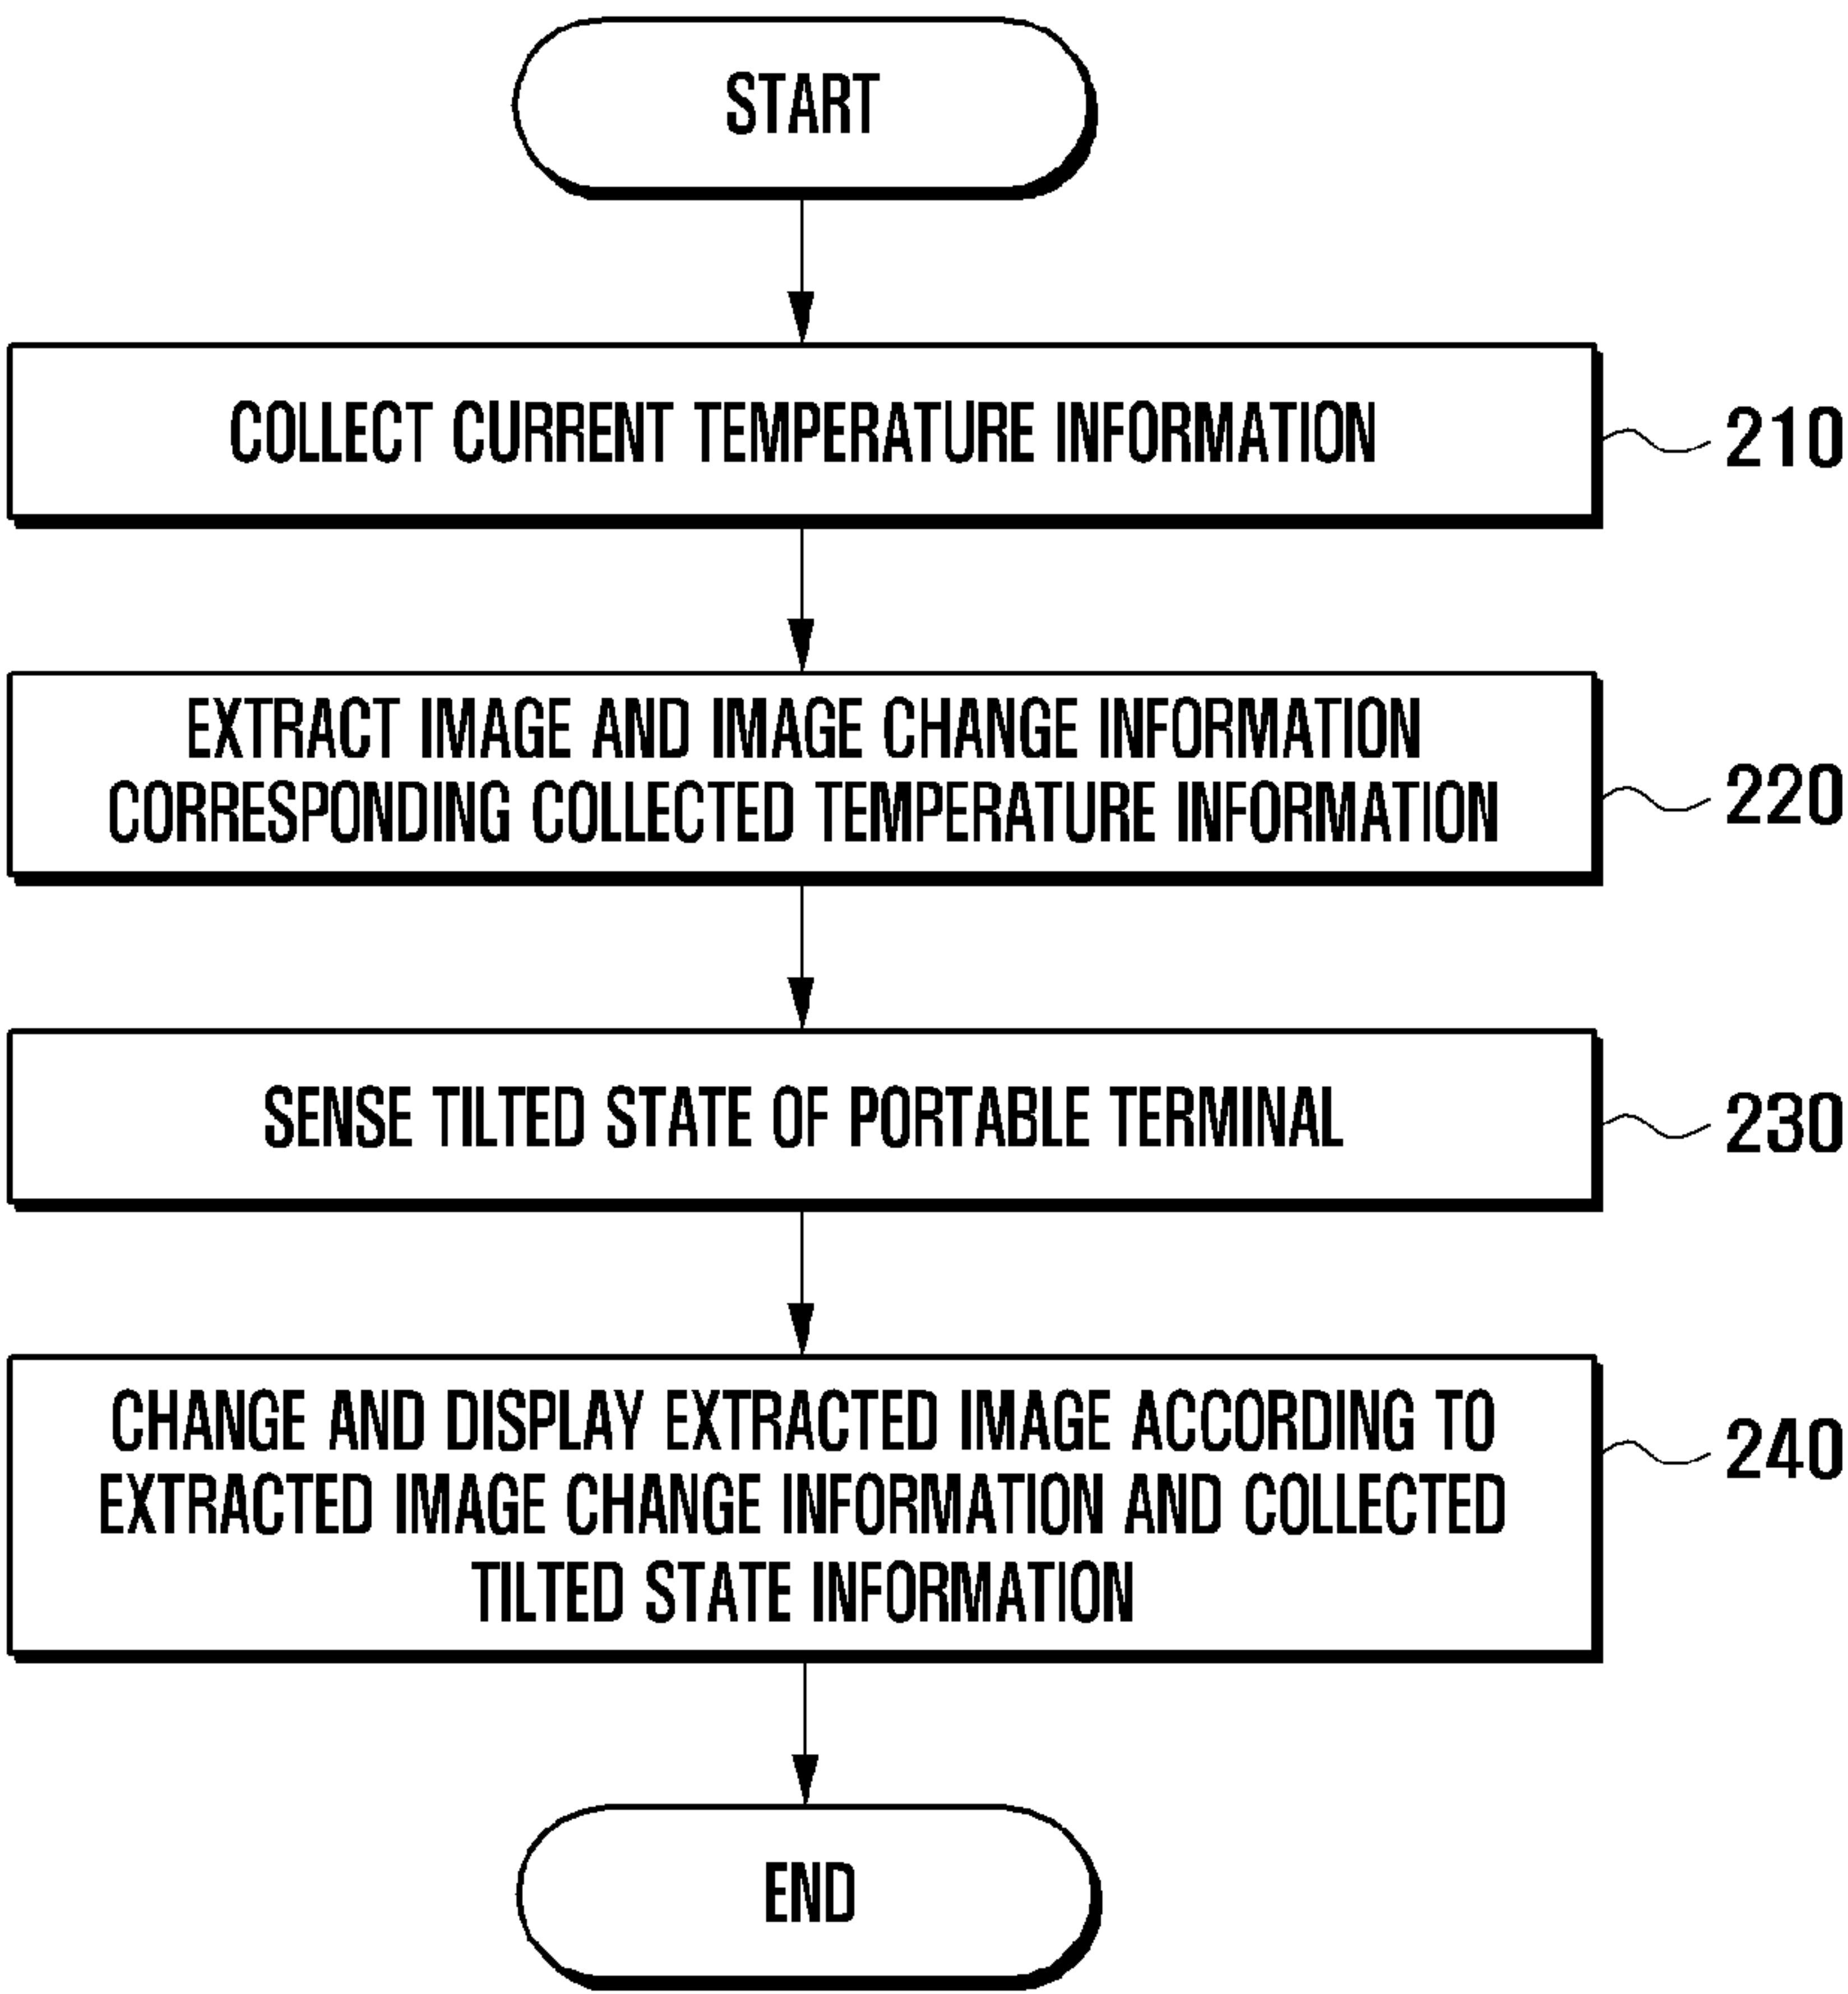 START
COLLECT CURRENT TEMPERATURE INFORMATION
210
EXTRACT IMAGE AND IMAGE CHANGE INFORMATION
CORRESPONDING COLLECTED TEMPERATURE INFORMATION
220
SENSE TILTED STATE OF PORTABLE TERMINAL
230
CHANGE AND DISPLAY EXTRACTED IMAGE ACCORDING TO
EXTRACTED IMAGE CHANGE INFORMATION AND COLLECTED
TILTED STATE INFORMATION
240
END